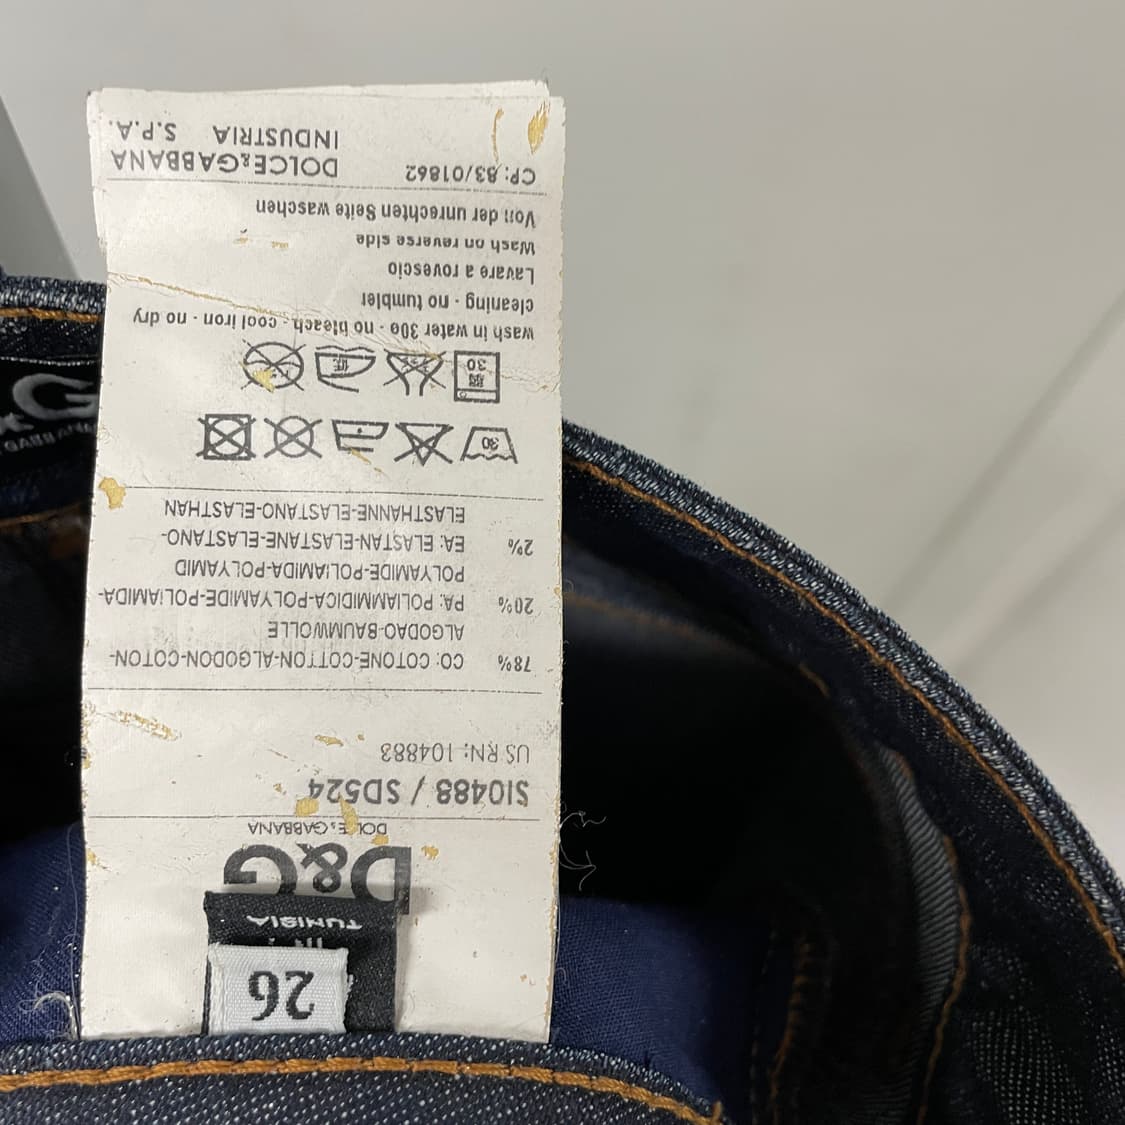 26
TUNISIA
D&G
DOLCE & GABBANA
SI0488 / SD524
US RN: 104883
78% CO: COTONE-COTTON-ALGODON-COTON-
ALGODAO-BAUMWOLLE
20% PA: POLIAMMIDICA-POLYAMIDE-POLIAMIDA-
POLYAMIDE-POLIAMIDA-POLYAMID
2% EA: ELASTAN-ELASTANE-ELASTANO-
ELASTHANNE-ELASTANO-ELASTHAN
30
30
低
wash in water 30e - no bleach - cool iron - no dry
cleaning - no tumbler
Lavare a rovescio
Wash on reverse side
Von der unrechten Seite waschen
CP: 83/01862
DOLCE&GABBANA
INDUSTRIA S.P.A.
G
GABBANA